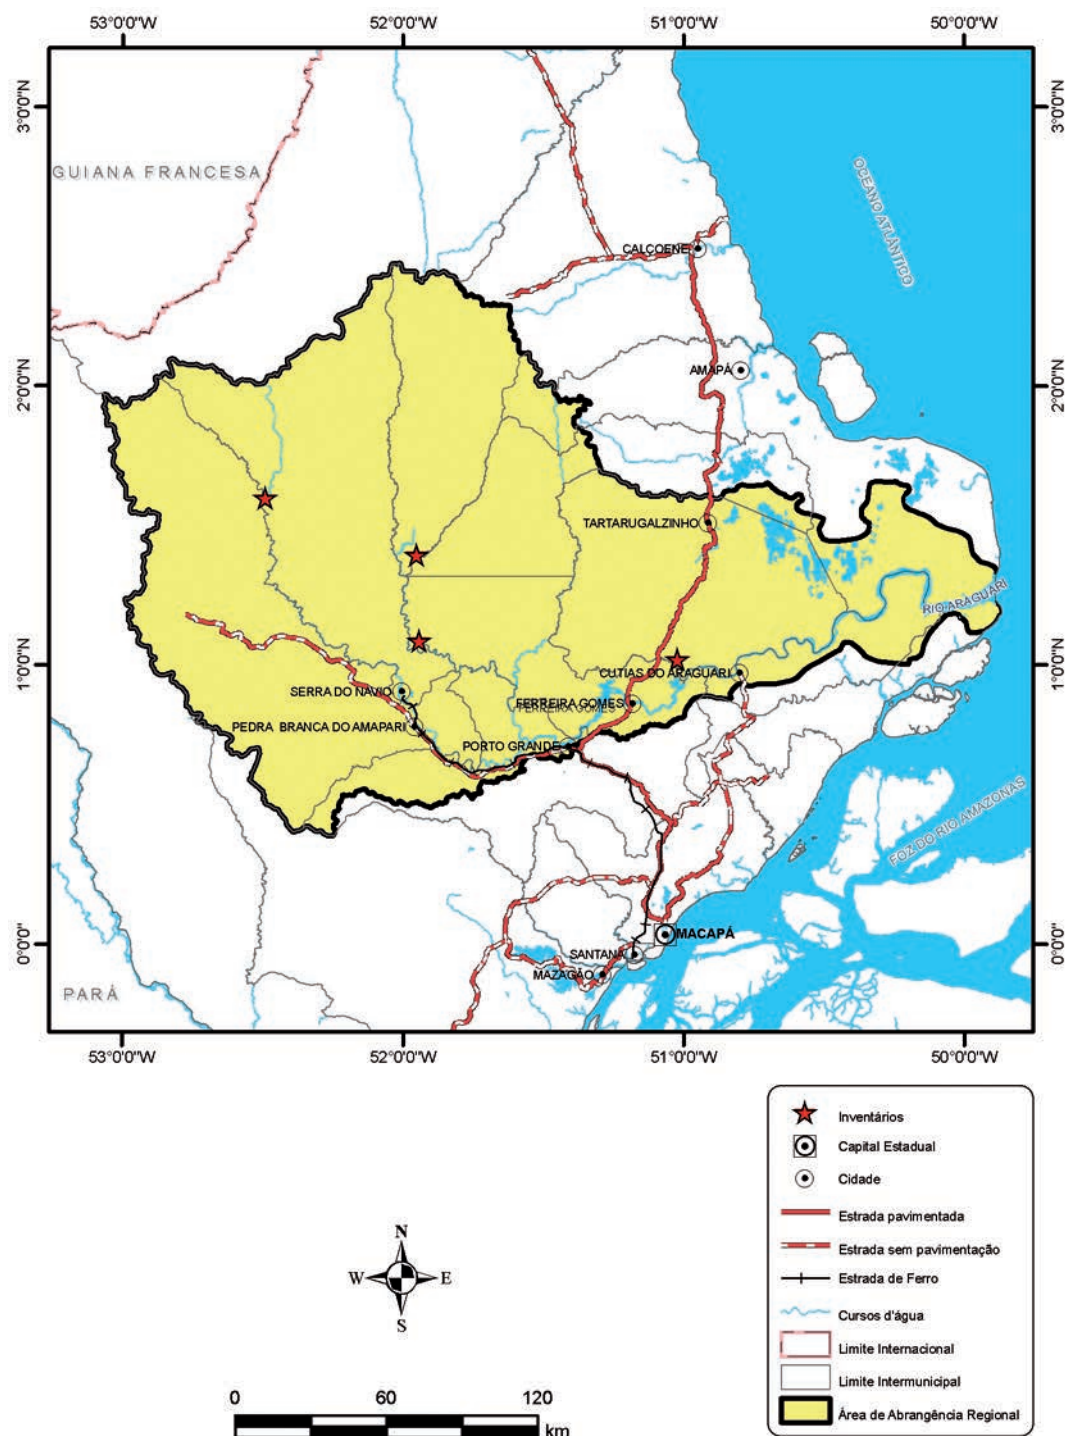 53°0'0"W 52°0'0"W 51°0'0"W 50°0'0"W
3°0'0"N 3°0'0"N
GUIANA FRANCESA
OCEANO ATLÂNTICO
CALÇOENE
2°0'0"N 2°0'0"N
AMAPÁ
TARTARUGALZINHO
RIO ARAGUARI
1°0'0"N 1°0'0"N
CUTIAS DO ARAGUARI
SERRA DO NAVIO
FERREIRA GOMES
FERREIRA GOMES
PEDRA BRANCA DO AMAPARI
PORTO GRANDE
FOZ DO RIO AMAZONAS
0°0'0" 0°0'0"
MACAPÁ
SANTANA
MAZAGÃO
PARÁ
53°0'0"W 52°0'0"W 51°0'0"W 50°0'0"W
Inventários
Capital Estadual
Cidade
Estrada pavimentada
Estrada sem pavimentação
Estrada de Ferro
Cursos d'água
Limite Internacional
Limite Intermunicipal
Área de Abrangência Regional
N
W E
S
0 60 120
km